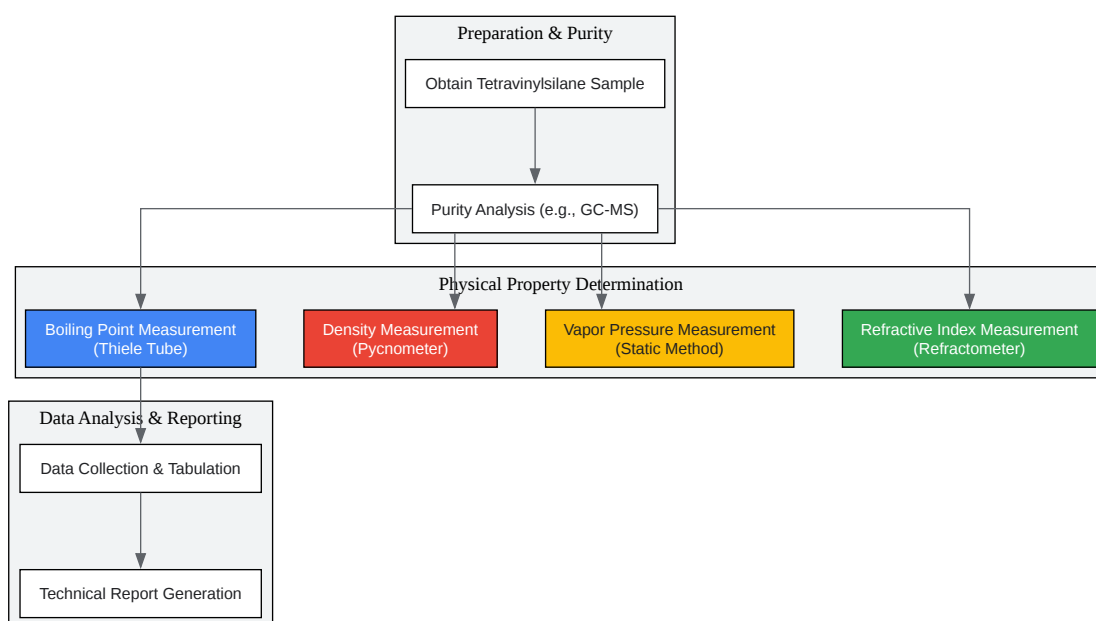 Preparation & Purity
Obtain Tetravinylsilane Sample
Purity Analysis (e.g., GC-MS)
Physical Property Determination
Boiling Point Measurement
(Thiele Tube)
Density Measurement
(Pycnometer)
Vapor Pressure Measurement
(Static Method)
Refractive Index Measurement
(Refractometer)
Data Analysis & Reporting
Data Collection & Tabulation
Technical Report Generation